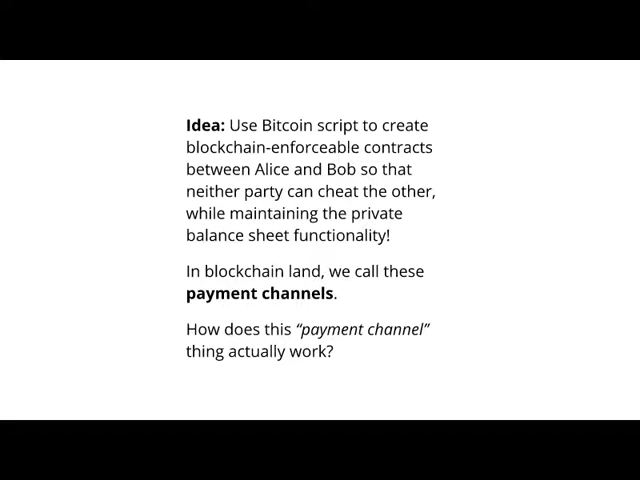 Idea: Use Bitcoin script to create
blockchain-enforceable contracts
between Alice and Bob so that
neither party can cheat the other,
while maintaining the private
balance sheet functionality!
In blockchain land, we call these
payment channels.
How does this “payment channel”
thing actually work?